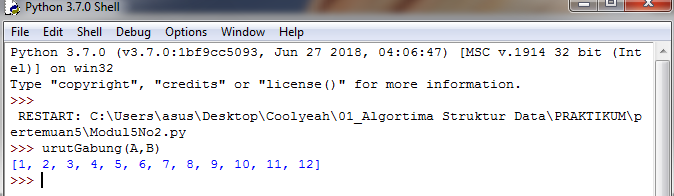 Python 3.7.0 Shell
File Edit Shell Debug Options Window Help
Python 3.7.0 (v3.7.0:1bf9cc5093, Jun 27 2018, 04:06:47) [MSC v.1914 32 bit (Int
el)] on win32
Type "copyright", "credits" or "license()" for more information.
>>>
RESTART: C:\Users\asus\Desktop\Coolyeah\01_Algortima Struktur Data\PRAKTIKUM\p
ertemuan5\Modul5No2.py
>>> urutGabung(A,B)
[1, 2, 3, 4, 5, 6, 7, 8, 9, 10, 11, 12]
>>>